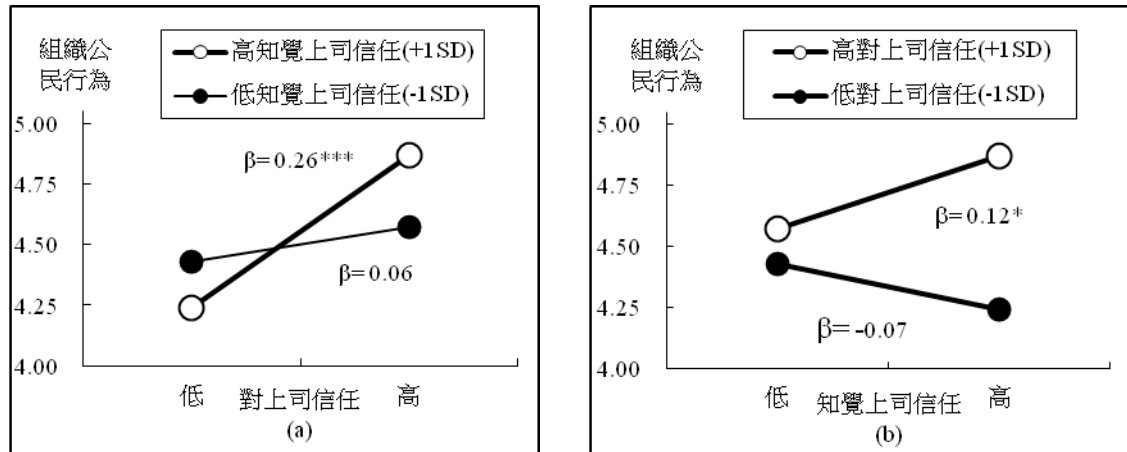 組織公
民行為
高知覺上司信任(+1SD)
低知覺上司信任(-1SD)
5.00
4.75
4.50
4.25
4.00
β= 0.26***
β= 0.06
低 對上司信任 高
(a)
組織公
民行為
高對上司信任(+1SD)
低對上司信任(-1SD)
5.00
4.75
4.50
4.25
4.00
β= 0.12*
β= -0.07
低 知覺上司信任 高
(b)